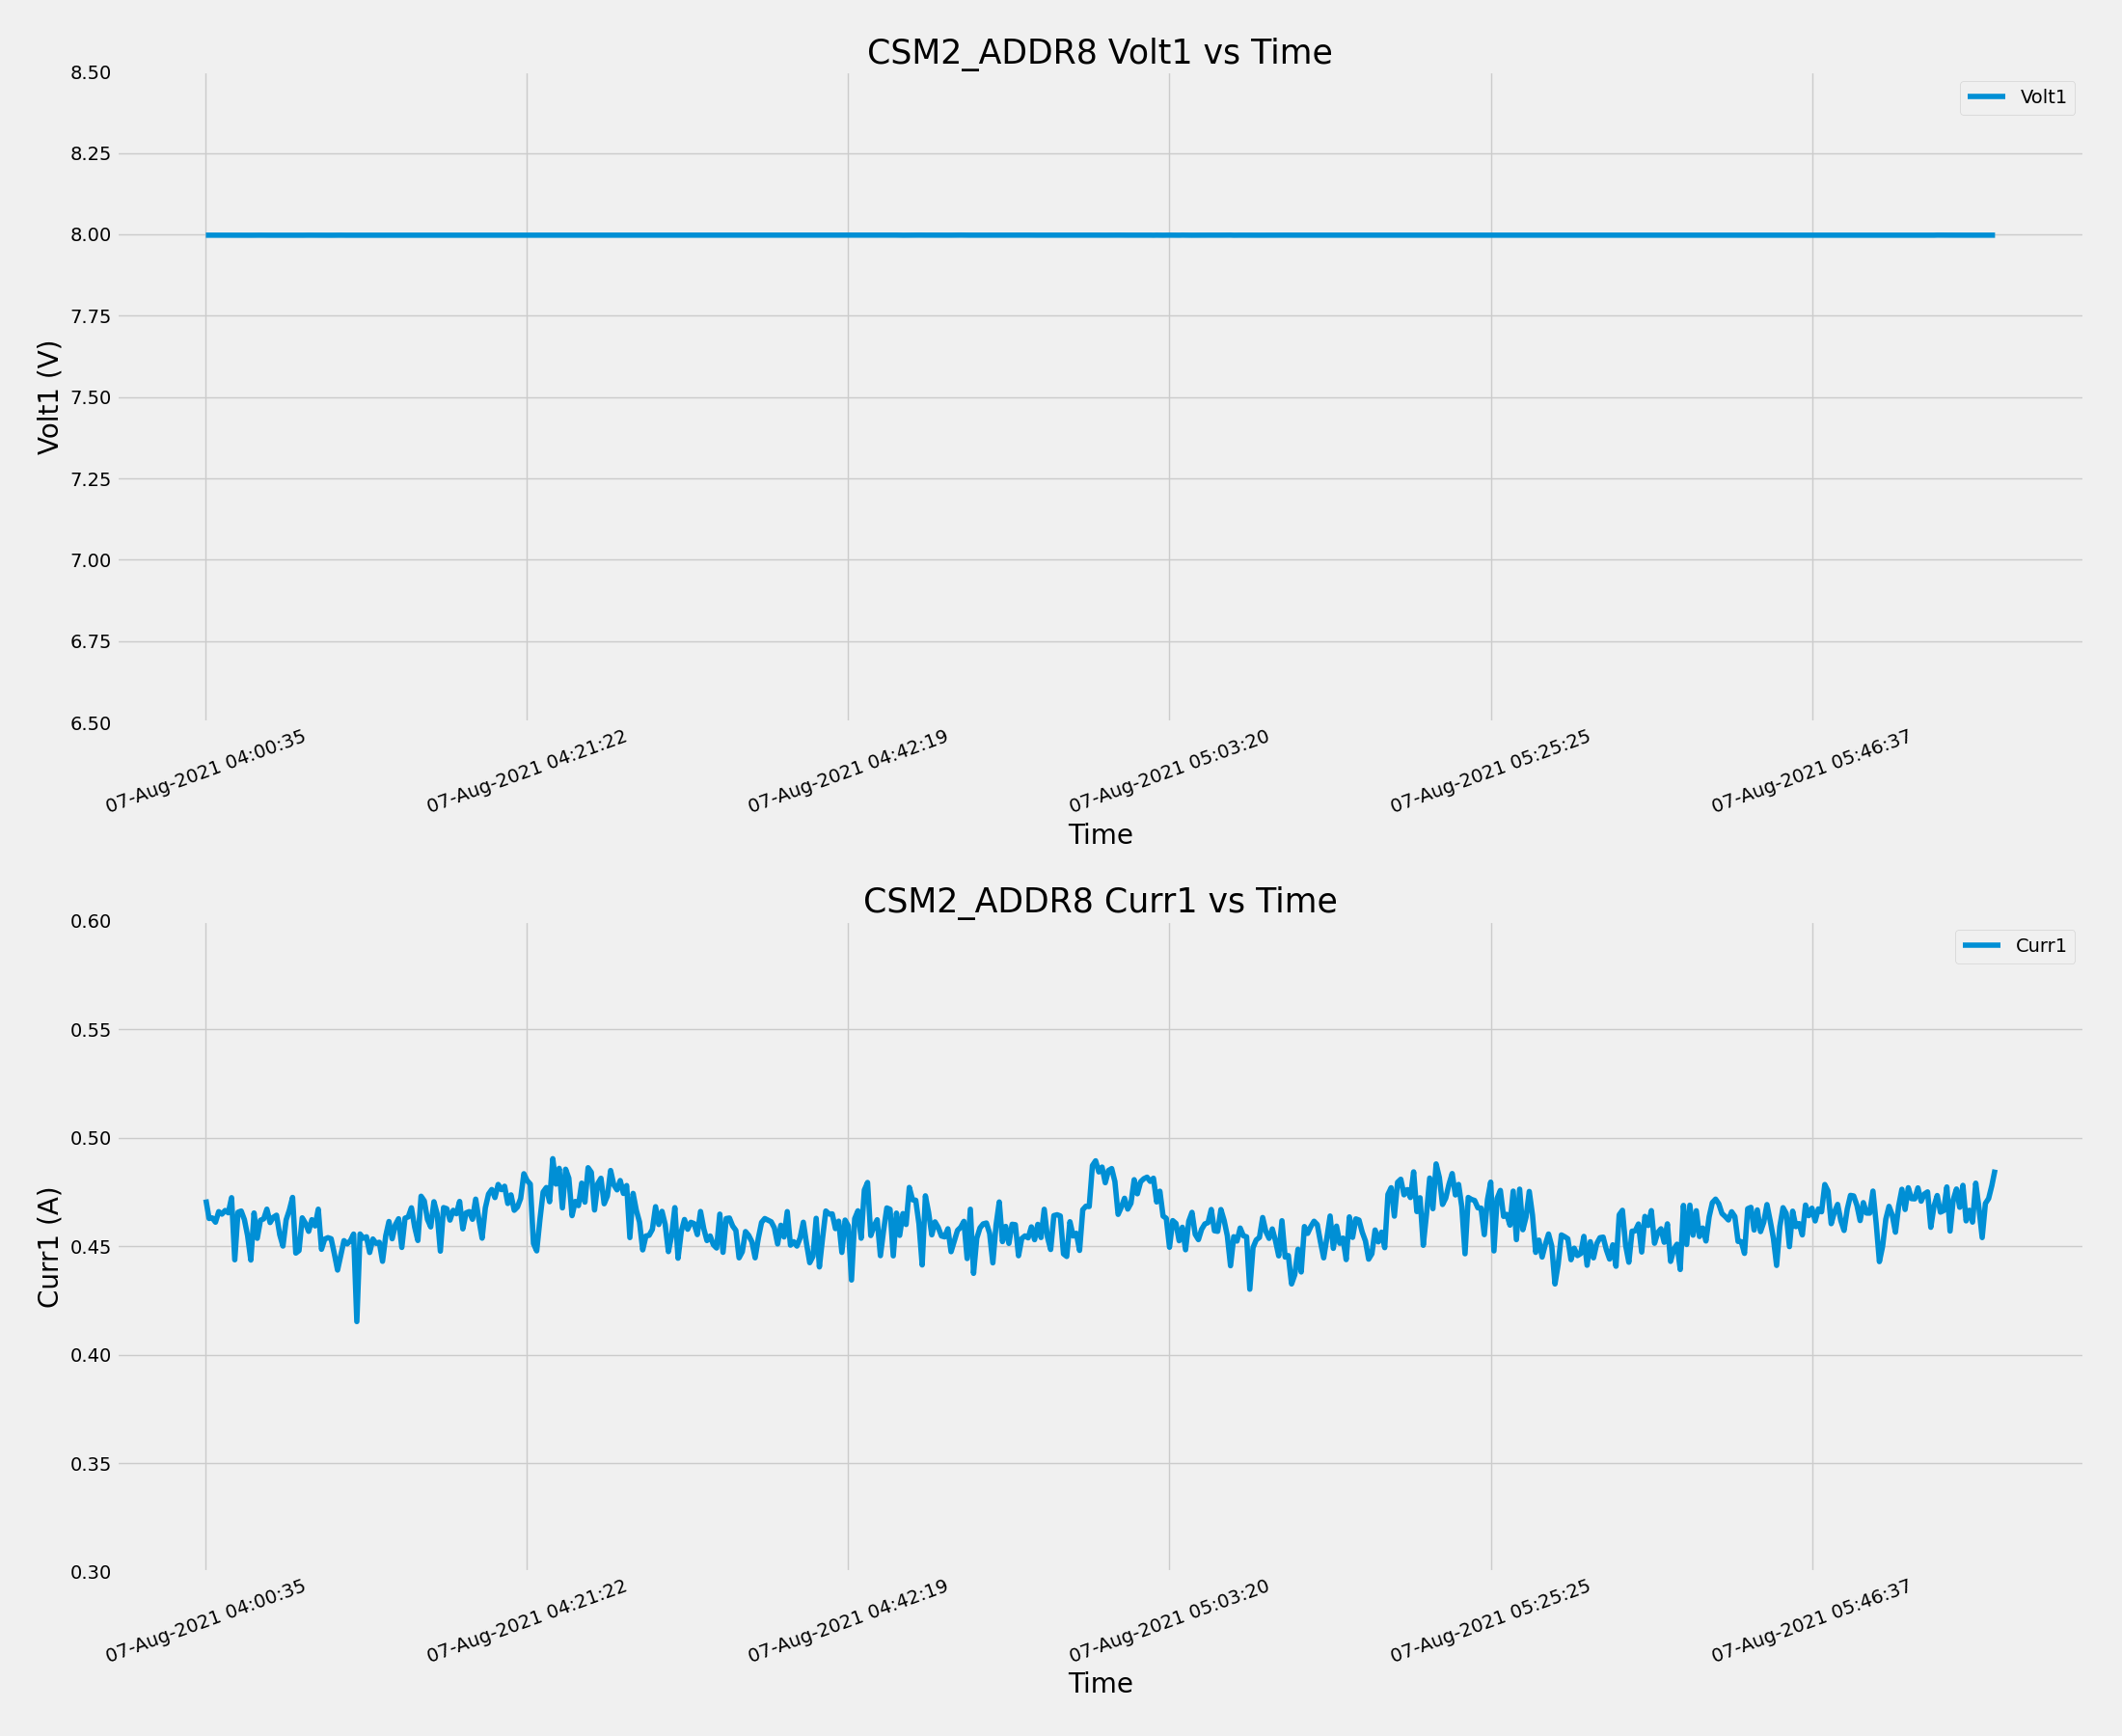 CSM2_ADDR8 Volt1 vs Time
8.50
8.25
8.00
7.75
7.50
7.25
7.00
6.75
6.50
Volt1 (V)
Volt1
07-Aug-2021 04:00:35
07-Aug-2021 04:21:22
07-Aug-2021 04:42:19
07-Aug-2021 05:03:20
07-Aug-2021 05:25:25
07-Aug-2021 05:46:37
Time
CSM2_ADDR8 Curr1 vs Time
0.60
0.55
0.50
0.45
0.40
0.35
0.30
Curr1 (A)
Curr1
07-Aug-2021 04:00:35
07-Aug-2021 04:21:22
07-Aug-2021 04:42:19
07-Aug-2021 05:03:20
07-Aug-2021 05:25:25
07-Aug-2021 05:46:37
Time